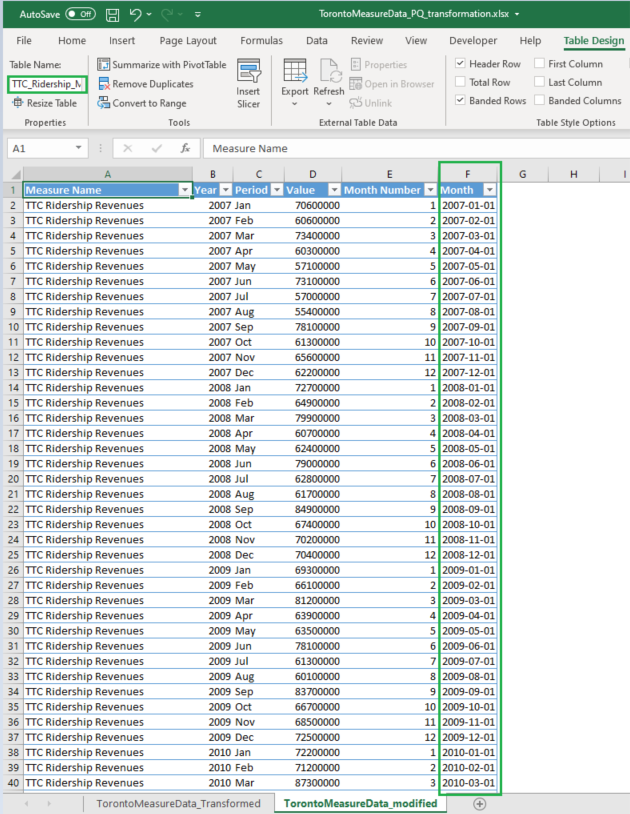 AutoSave Off TorontoMeasureData_PQ_transformation.xlsx
File Home Insert Page Layout Formulas Data Review View Developer Help Table Design
Table Name: Summarize with PivotTable Properties Header Row First Column
TTC_Ridership_M Remove Duplicates Insert Slicer Export Refresh Open in Browser Total Row Last Column
Resize Table Convert to Range Unlink Banded Rows Banded Columns
Properties Tools External Table Data Table Style Options
A1 fx Measure Name
A B C D E F G H I
1 Measure Name Year Period Value Month Number Month
2 TTC Ridership Revenues 2007 Jan 70600000 1 2007-01-01
3 TTC Ridership Revenues 2007 Feb 60600000 2 2007-02-01
4 TTC Ridership Revenues 2007 Mar 73400000 3 2007-03-01
5 TTC Ridership Revenues 2007 Apr 60300000 4 2007-04-01
6 TTC Ridership Revenues 2007 May 57100000 5 2007-05-01
7 TTC Ridership Revenues 2007 Jun 73100000 6 2007-06-01
8 TTC Ridership Revenues 2007 Jul 57000000 7 2007-07-01
9 TTC Ridership Revenues 2007 Aug 55400000 8 2007-08-01
10 TTC Ridership Revenues 2007 Sep 78100000 9 2007-09-01
11 TTC Ridership Revenues 2007 Oct 61300000 10 2007-10-01
12 TTC Ridership Revenues 2007 Nov 65600000 11 2007-11-01
13 TTC Ridership Revenues 2007 Dec 62200000 12 2007-12-01
14 TTC Ridership Revenues 2008 Jan 72700000 1 2008-01-01
15 TTC Ridership Revenues 2008 Feb 64900000 2 2008-02-01
16 TTC Ridership Revenues 2008 Mar 79900000 3 2008-03-01
17 TTC Ridership Revenues 2008 Apr 60700000 4 2008-04-01
18 TTC Ridership Revenues 2008 May 62400000 5 2008-05-01
19 TTC Ridership Revenues 2008 Jun 79000000 6 2008-06-01
20 TTC Ridership Revenues 2008 Jul 62800000 7 2008-07-01
21 TTC Ridership Revenues 2008 Aug 61700000 8 2008-08-01
22 TTC Ridership Revenues 2008 Sep 84900000 9 2008-09-01
23 TTC Ridership Revenues 2008 Oct 67400000 10 2008-10-01
24 TTC Ridership Revenues 2008 Nov 70200000 11 2008-11-01
25 TTC Ridership Revenues 2008 Dec 70400000 12 2008-12-01
26 TTC Ridership Revenues 2009 Jan 69300000 1 2009-01-01
27 TTC Ridership Revenues 2009 Feb 66100000 2 2009-02-01
28 TTC Ridership Revenues 2009 Mar 81200000 3 2009-03-01
29 TTC Ridership Revenues 2009 Apr 63900000 4 2009-04-01
30 TTC Ridership Revenues 2009 May 63500000 5 2009-05-01
31 TTC Ridership Revenues 2009 Jun 78100000 6 2009-06-01
32 TTC Ridership Revenues 2009 Jul 61300000 7 2009-07-01
33 TTC Ridership Revenues 2009 Aug 60100000 8 2009-08-01
34 TTC Ridership Revenues 2009 Sep 83700000 9 2009-09-01
35 TTC Ridership Revenues 2009 Oct 66700000 10 2009-10-01
36 TTC Ridership Revenues 2009 Nov 68500000 11 2009-11-01
37 TTC Ridership Revenues 2009 Dec 72500000 12 2009-12-01
38 TTC Ridership Revenues 2010 Jan 72200000 1 2010-01-01
39 TTC Ridership Revenues 2010 Feb 71200000 2 2010-02-01
40 TTC Ridership Revenues 2010 Mar 87300000 3 2010-03-01
TorontoMeasureData_Transformed TorontoMeasureData_modified